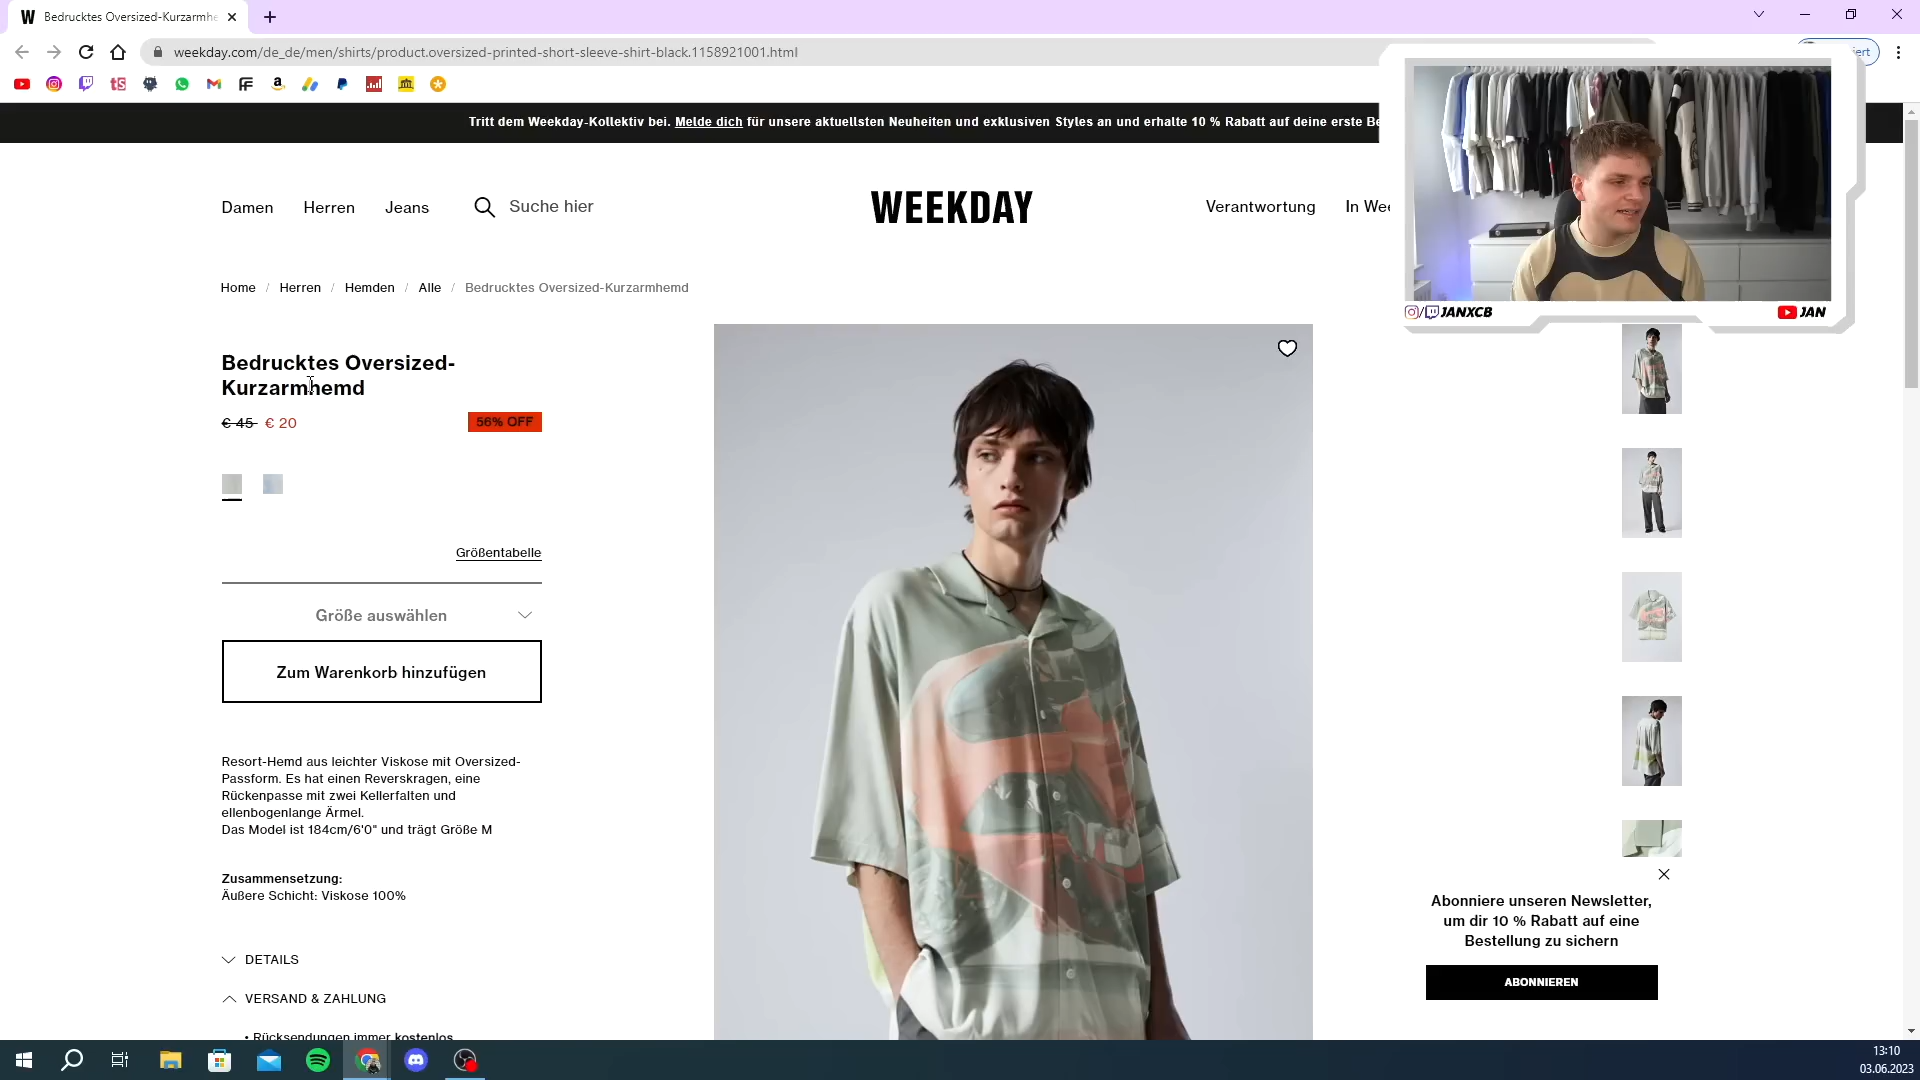 Bedrucktes Oversized-Kurzarmhe
weekday.com/de_de/men/shirts/product.oversized-printed-short-sleeve-shirt-black.1158921001.html
Tritt dem Weekday-Kollektiv bei. Melde dich für unsere aktuellsten Neuheiten und exklusiven Styles an und erhalte 10 % Rabatt auf deine erste Be
Damen Herren Jeans Suche hier WEEKDAY Verantwortung In Wee
JANXCB JAN
Home / Herren / Hemden / Alle / Bedrucktes Oversized-Kurzarmhemd
Bedrucktes Oversized-
Kurzarmhemd
€ 45 € 20 56% OFF
Größentabelle
Größe auswählen
Zum Warenkorb hinzufügen
Resort-Hemd aus leichter Viskose mit Oversized-
Passform. Es hat einen Reverskragen, eine
Rückenpasse mit zwei Kellerfalten und
ellenbogenlange Ärmel.
Das Model ist 184cm/6'0" und trägt Größe M
Zusammensetzung:
Äußere Schicht: Viskose 100%
DETAILS
VERSAND & ZAHLUNG
• Rücksendungen immer kostenlos
Abonniere unseren Newsletter,
um dir 10 % Rabatt auf eine
Bestellung zu sichern
ABONNIEREN
13:10
03.06.2023